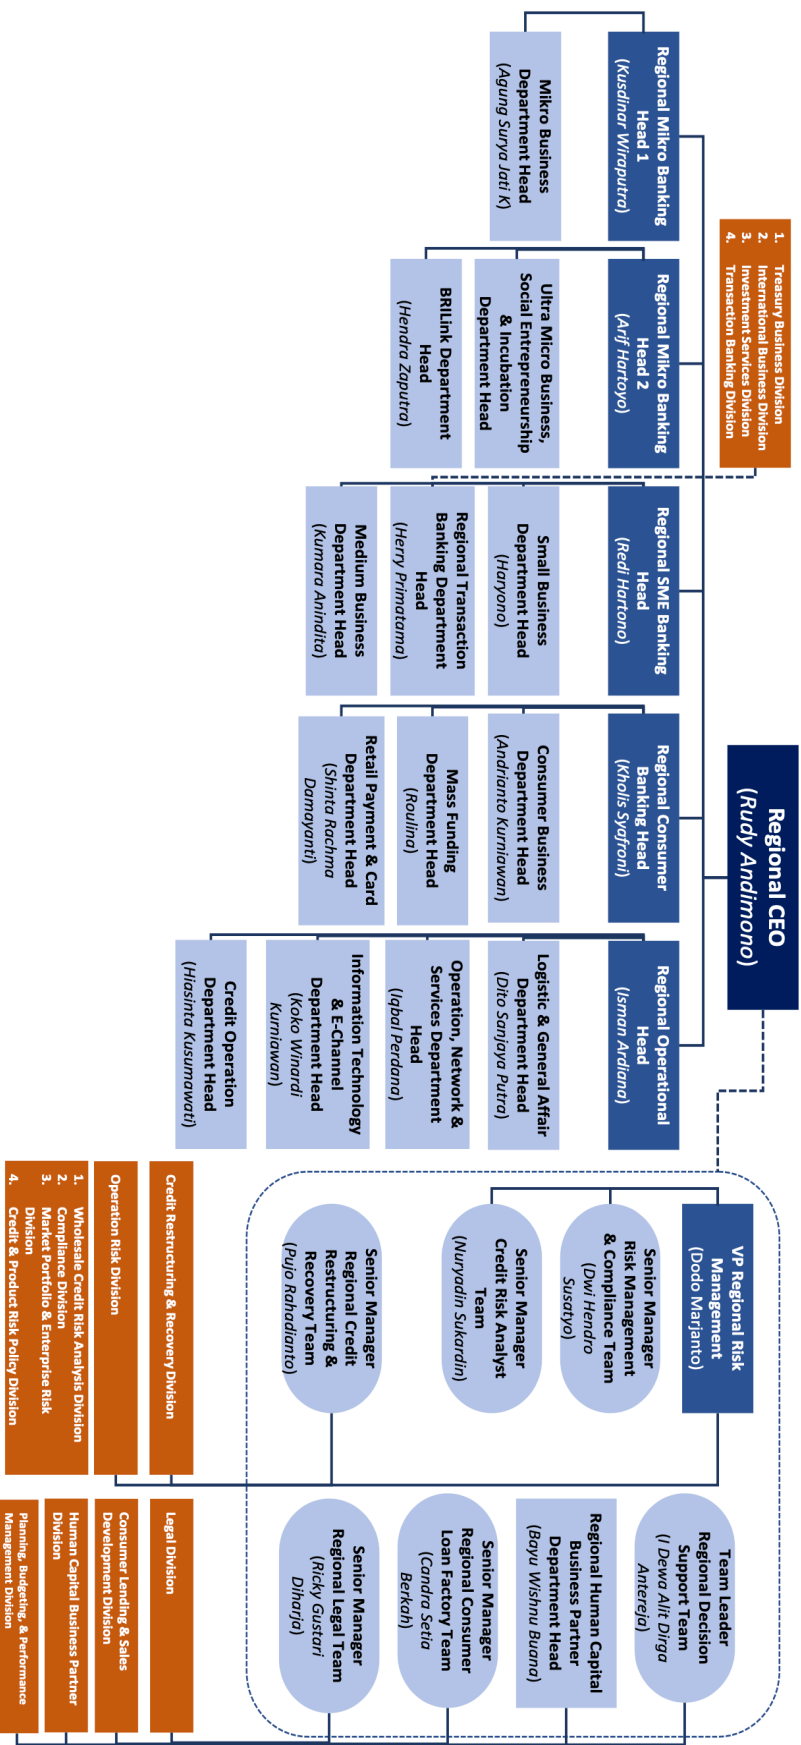 Regional CEO
(Rudy Andimono)
1. Treasury Business Division
2. International Business Division
3. Investment Services Division
4. Transaction Banking Division
Regional Mikro Banking
Head 1
(Kusdinar Wiraputra)
Mikro Business
Department Head
(Agung Surya Jati K)
Regional Mikro Banking
Head 2
(Arif Hartoyo)
Ultra Micro Business,
Social Entrepreneurship
& Incubation
Department Head
BRILink Department
Head
(Hendra Zaputra)
Regional SME Banking
Head
(Redi Hartono)
Small Business
Department Head
(Haryono)
Regional Transaction
Banking Department
Head
(Herry Primatama)
Medium Business
Department Head
(Kumara Anindita)
Regional Consumer
Banking Head
(Kholis Syafroni)
Consumer Business
Department Head
(Andrianto Kurniawan)
Mass Funding
Department Head
(Roulina)
Retail Payment & Card
Department Head
(Shinta Rachma
Damayanti)
Regional Operational
Head
(Isman Ardiana)
Logistic & General Affair
Department Head
(Dito Sanjaya Putra)
Operation, Network &
Services Department
Head
(Iqbal Perdana)
Information Technology
& E-Channel
Department Head
(Koko Winardi
Kurniawan)
Credit Operation
Department Head
(Hiasinta Kusumawati)
VP Regional Risk
Management
(Dodo Marjanto)
Senior Manager
Risk Management
& Compliance Team
(Dwi Hendro
Susatyo)
Senior Manager
Credit Risk Analyst
Team
(Nuryadin Sukardin)
Senior Manager
Regional Credit
Restructuring &
Recovery Team
(Pujo Rahadianto)
Team Leader
Regional Decision
Support Team
(I Dewa Alit Dirga
Antereja)
Regional Human Capital
Business Partner
Department Head
(Bayu Wishnu Buana)
Senior Manager
Regional Consumer
Loan Factory Team
(Candra Setia
Berkah)
Senior Manager
Regional Legal Team
(Ricky Gustari
Diharja)
Credit Restructuring & Recovery Division
Operation Risk Division
1. Wholesale Credit Risk Analysis Division
2. Compliance Division
3. Market Portfolio & Enterprise Risk
Division
4. Credit & Product Risk Policy Division
Legal Division
Consumer Lending & Sales
Development Division
Human Capital Business Partner
Division
Planning, Budgeting, & Performance
Management Division